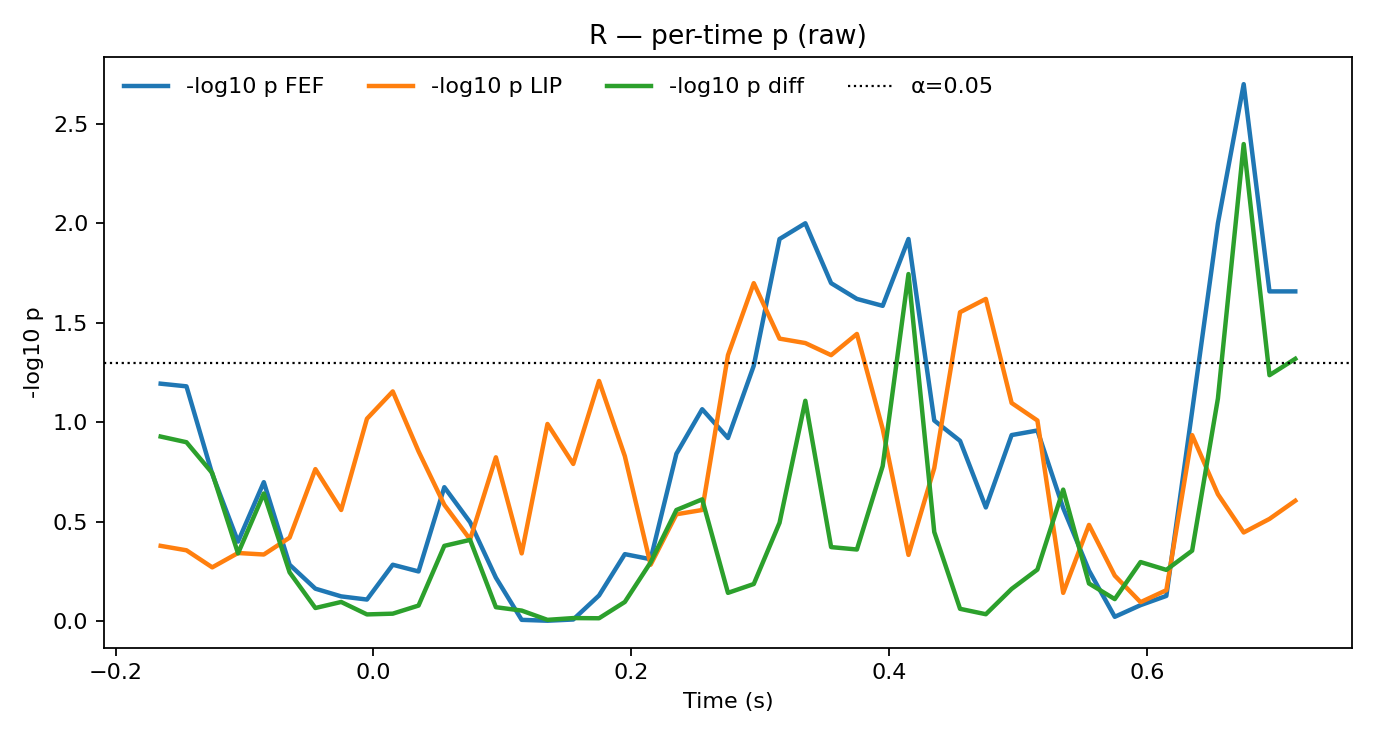 R — per-time p (raw)
-log10 p FEF -log10 p LIP -log10 p diff α=0.05
-log10 p
2.5
2.0
1.5
1.0
0.5
0.0
−0.2 0.0 0.2 0.4 0.6
Time (s)